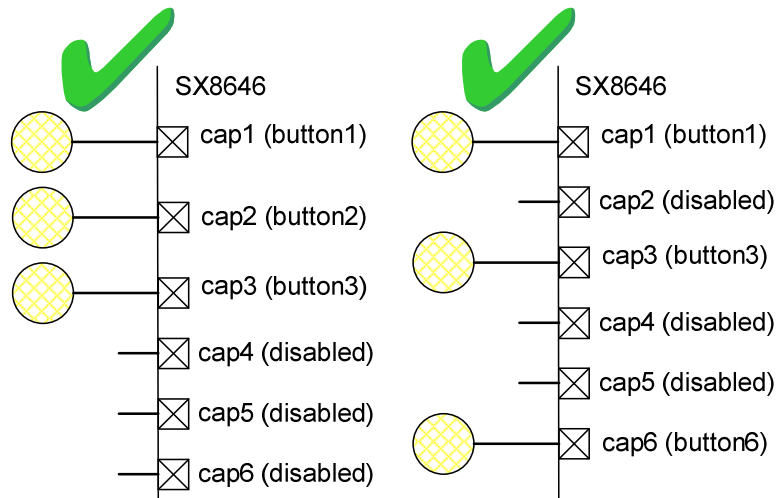 SX8646
cap1 (button1)
cap2 (button2)
cap3 (button3)
cap4 (disabled)
cap5 (disabled)
cap6 (disabled)
SX8646
cap1 (button1)
cap2 (disabled)
cap3 (button3)
cap4 (disabled)
cap5 (disabled)
cap6 (button6)